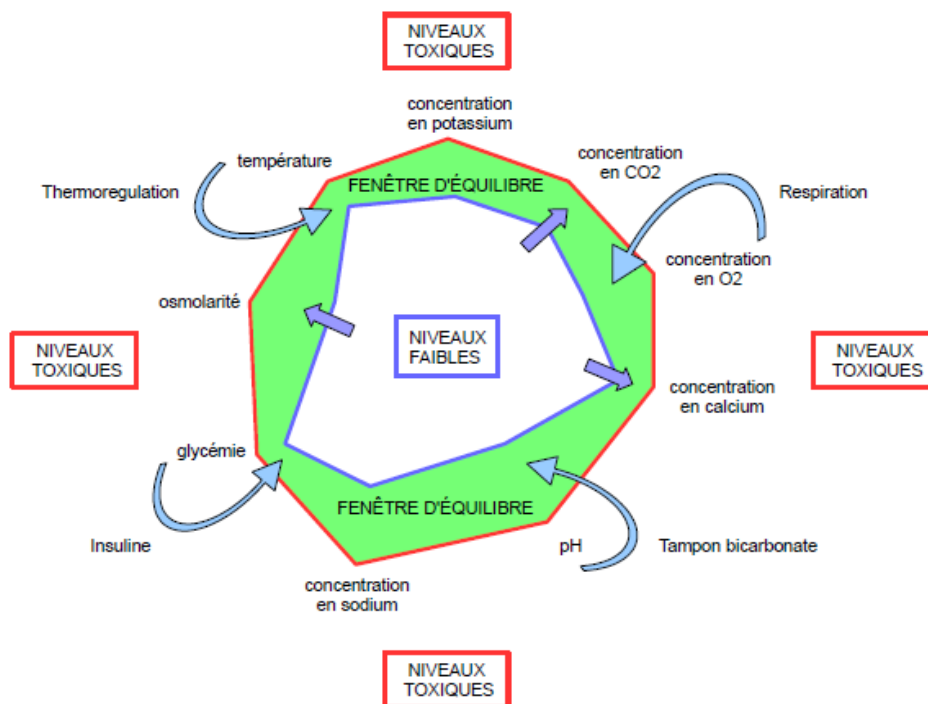 NIVEAUX
TOXIQUES
concentration
en potassium
température
concentration
en CO2
FENÊTRE D'ÉQUILIBRE
Thermoregulation
Respiration
concentration
en O2
osmolarité
NIVEAUX
TOXIQUES
NIVEAUX
FAIBLES
NIVEAUX
TOXIQUES
concentration
en calcium
glycémie
FENÊTRE D'ÉQUILIBRE
Insuline
pH
Tampon bicarbonate
concentration
en sodium
NIVEAUX
TOXIQUES